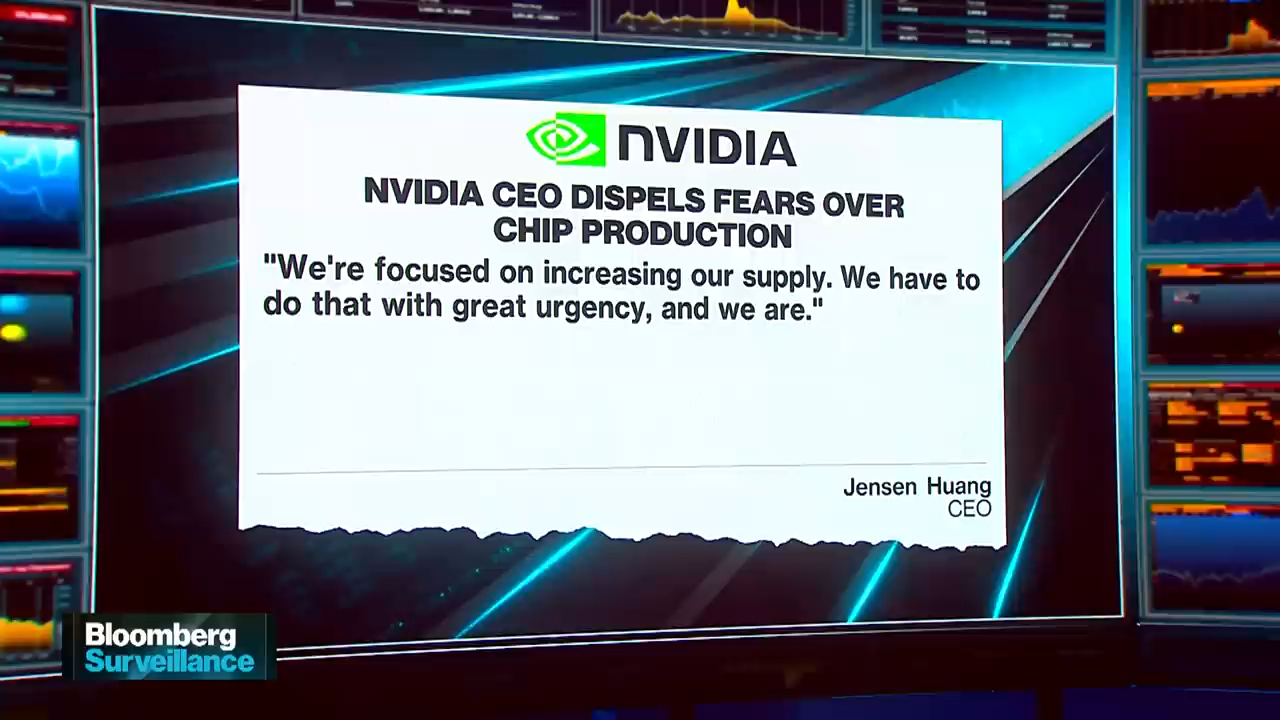 NVIDIA
NVIDIA CEO DISPELS FEARS OVER
CHIP PRODUCTION
"We're focused on increasing our supply. We have to
do that with great urgency, and we are."
Jensen Huang
CEO
Bloomberg
Surveillance